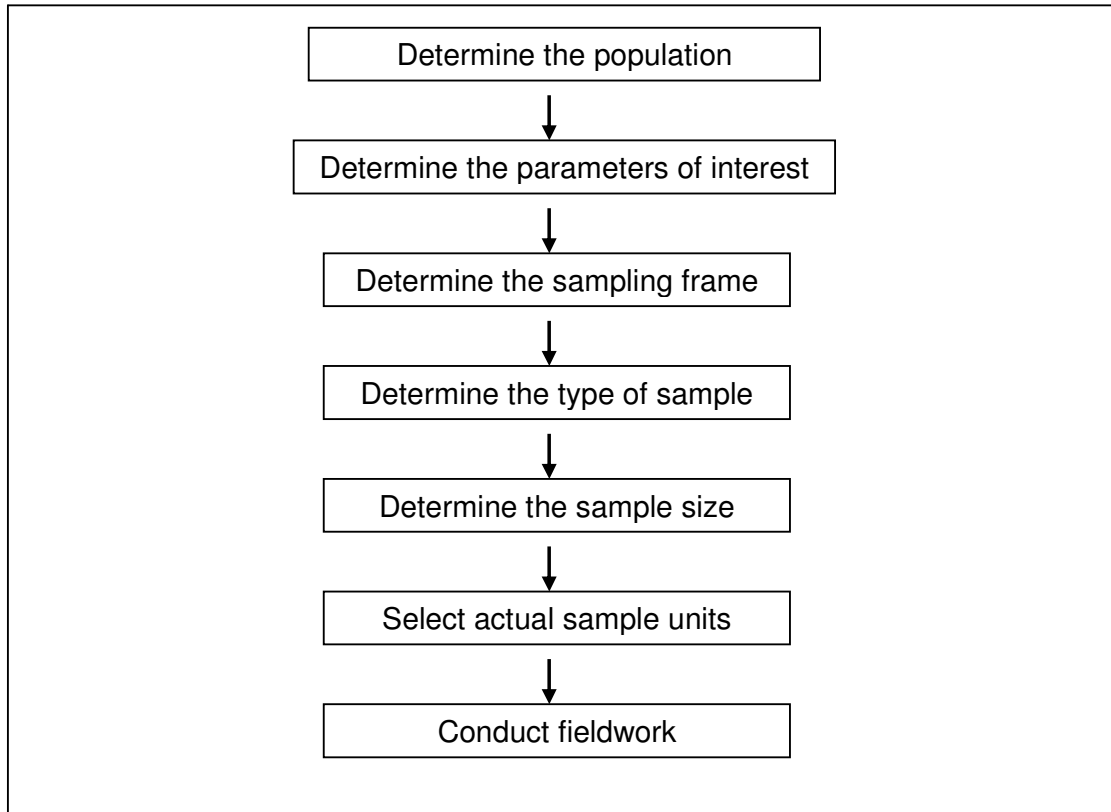 Determine the population
Determine the parameters of interest
Determine the sampling frame
Determine the type of sample
Determine the sample size
Select actual sample units
Conduct fieldwork